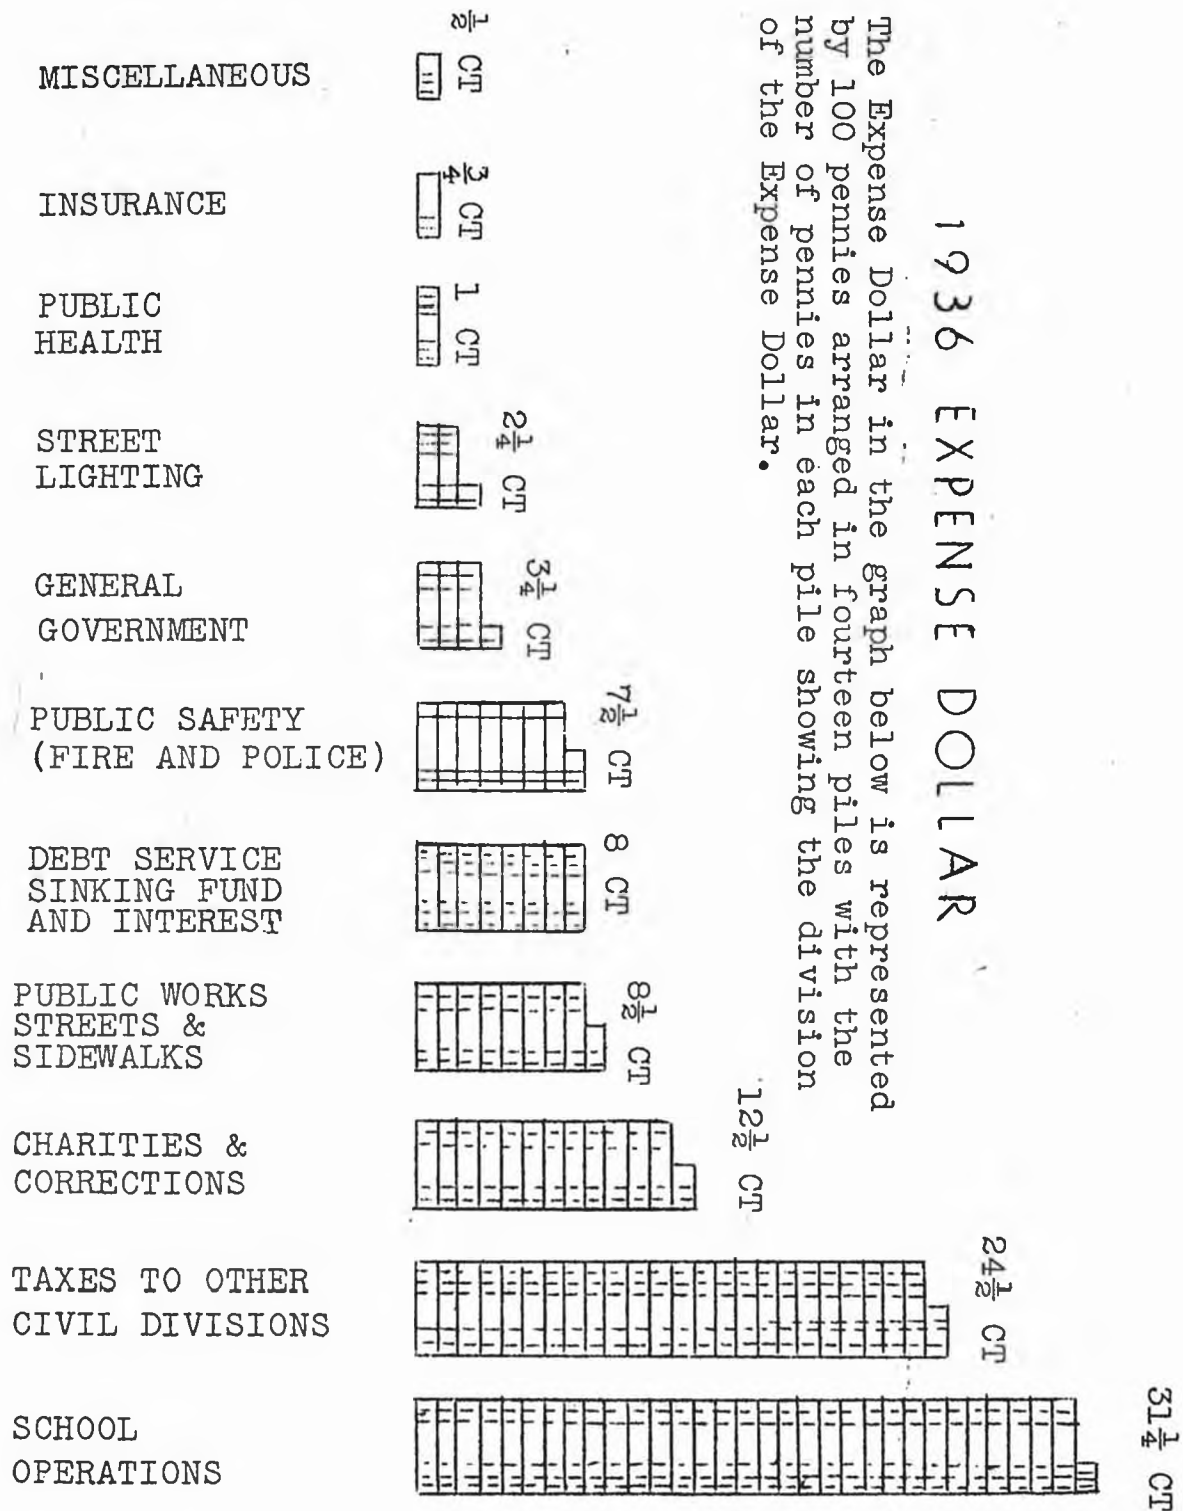 1936 EXPENSE DOLLAR
The Expense Dollar in the graph below is represented
by 100 pennies arranged in fourteen piles with the
number of pennies in each pile showing the division
of the Expense Dollar.
MISCELLANEOUS
½ CT
INSURANCE
¾ CT
PUBLIC
HEALTH
1 CT
STREET
LIGHTING
2¼ CT
GENERAL
GOVERNMENT
3¼ CT
PUBLIC SAFETY
(FIRE AND POLICE)
7½ CT
DEBT SERVICE
SINKING FUND
AND INTEREST
8 CT
PUBLIC WORKS
STREETS &
SIDEWALKS
8½ CT
CHARITIES &
CORRECTIONS
12½ CT
TAXES TO OTHER
CIVIL DIVISIONS
24½ CT
SCHOOL
OPERATIONS
31¼ CT